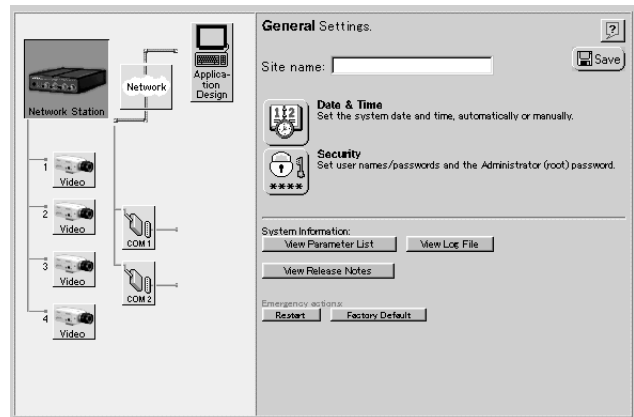 General Settings.
?
Save
Site name:
Date & Time
Set the system date and time, automatically or manually.
Security
Set user names/passwords and the Administrator (root) password.
****
System Information:
View Parameter List
View Log File
View Release Notes
Emergency actions:
Restart
Factory Default
Network Station
Network
Applica-
tion
Design
1
Video
2
Video
3
Video
4
Video
COM 1
COM 2